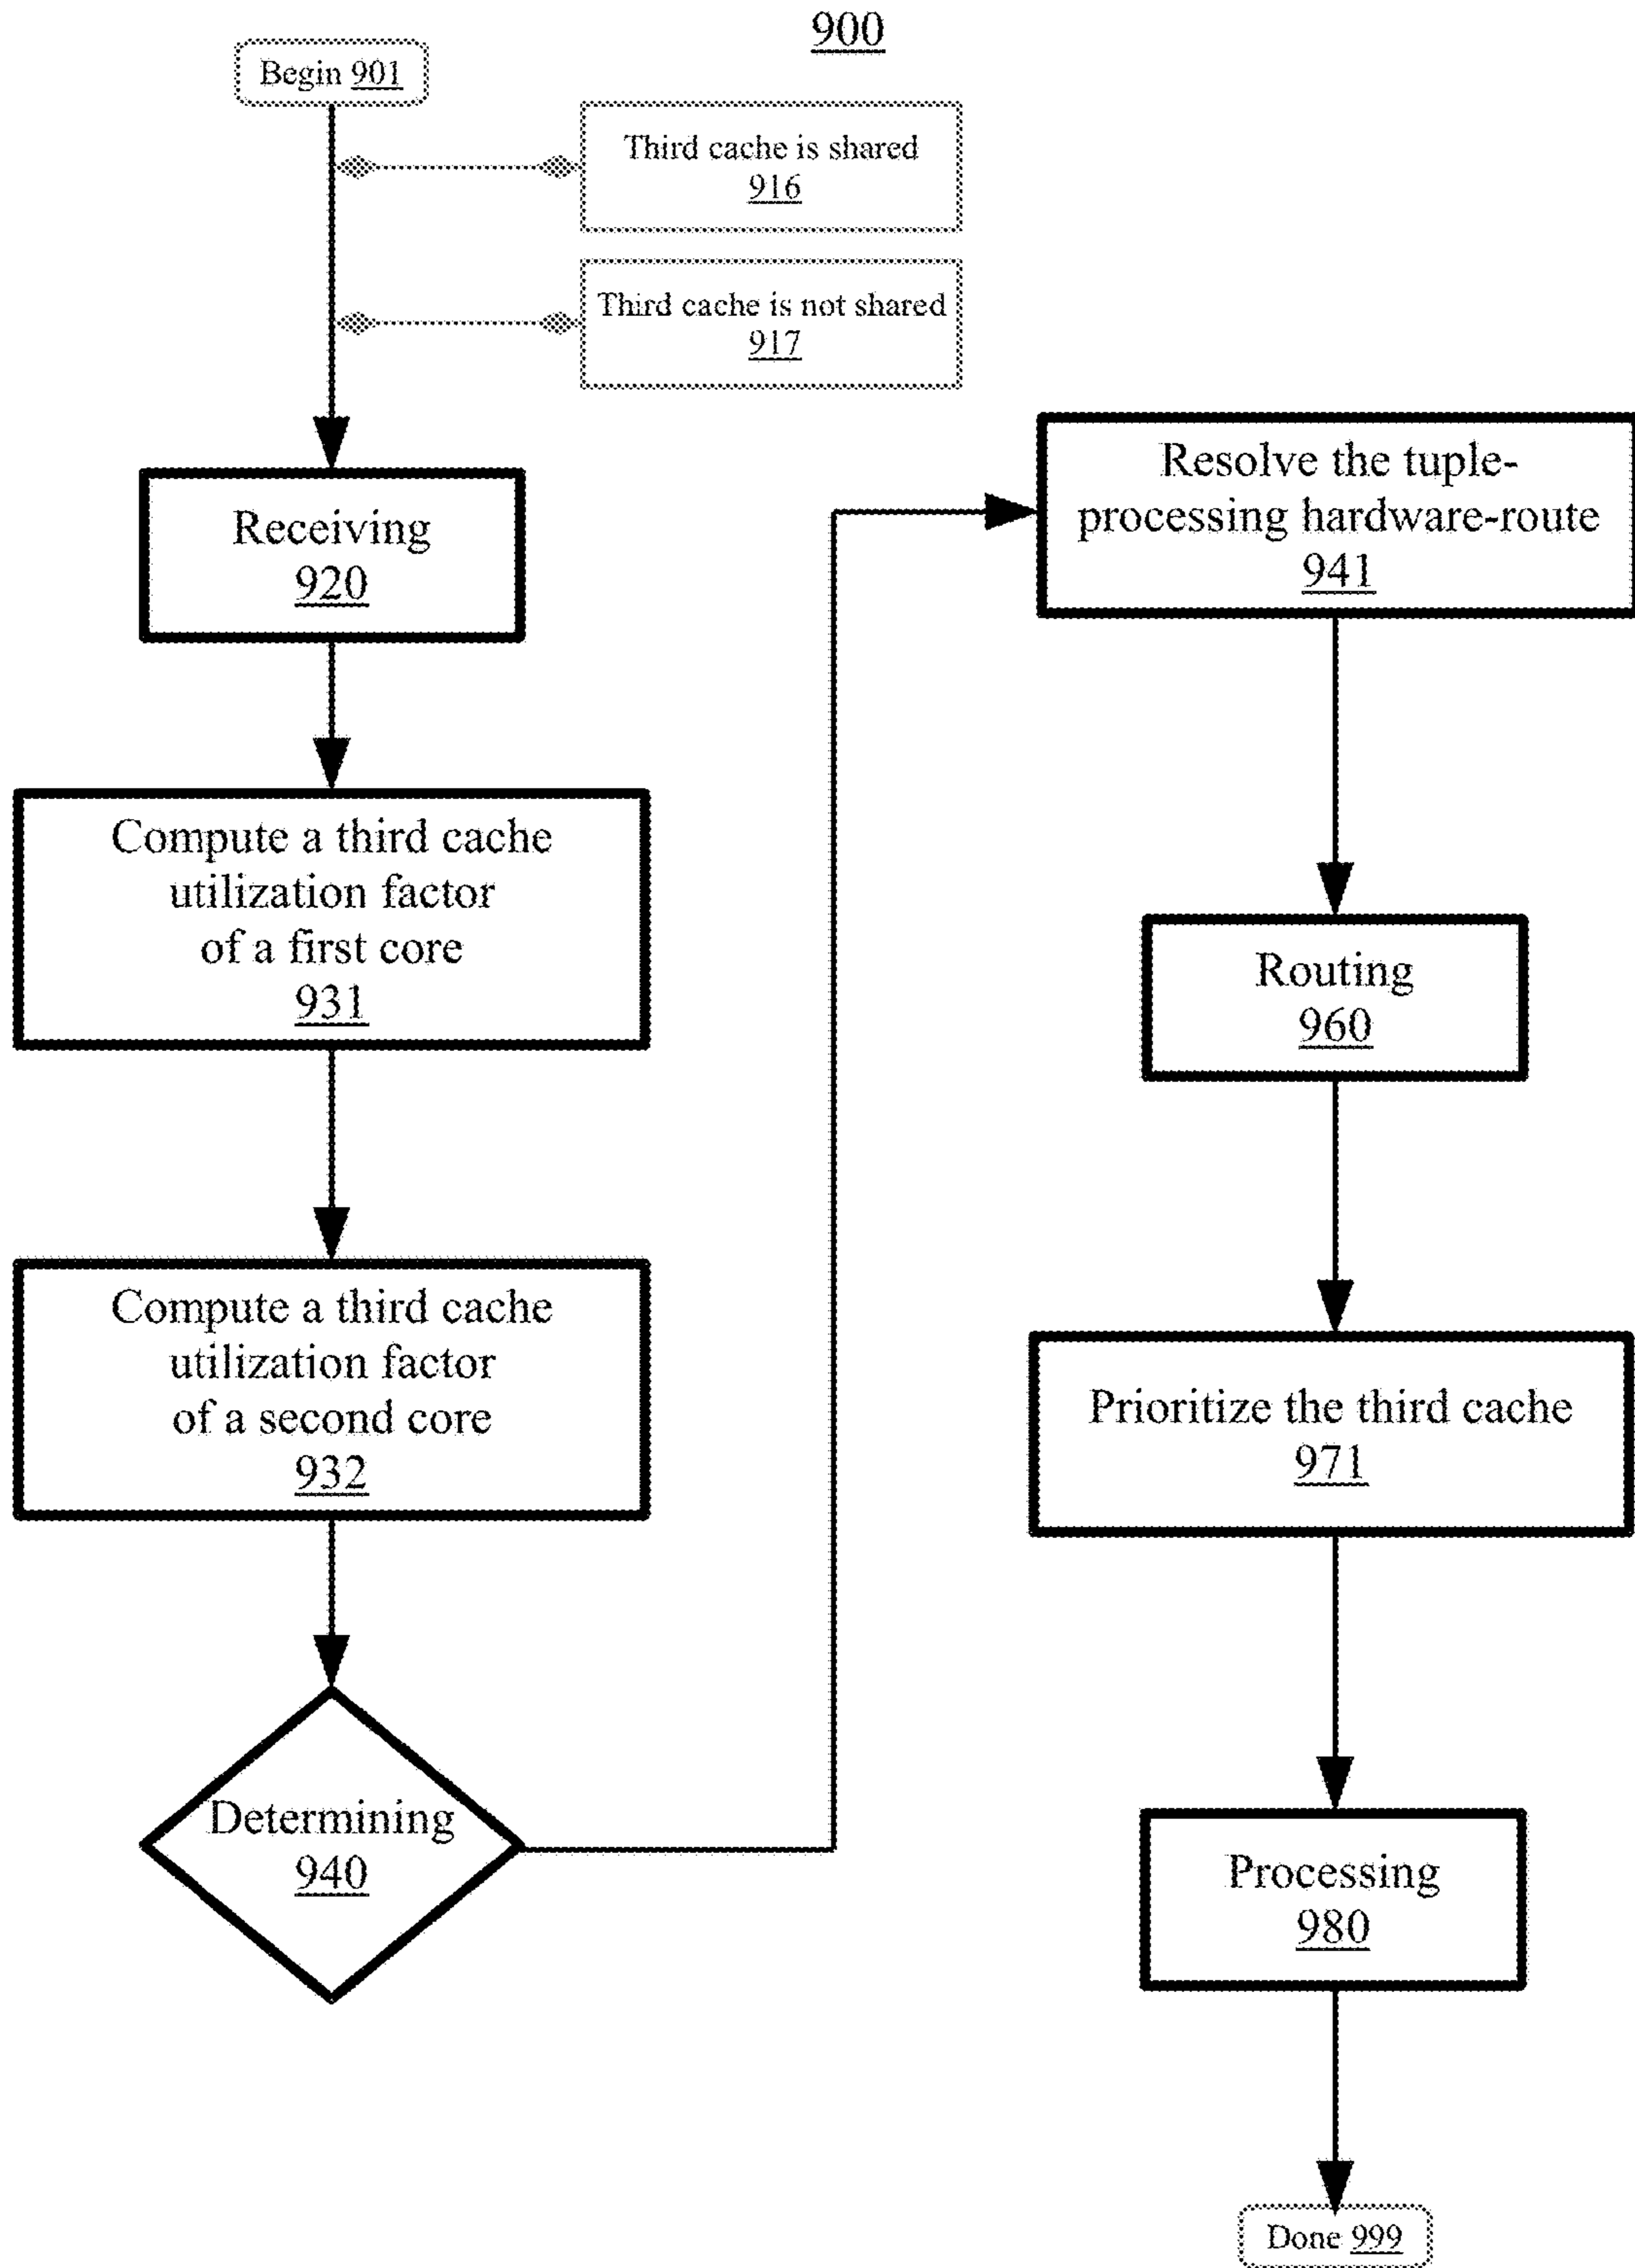 900
Begin 901
Third cache is shared
916
Third cache is not shared
917
Receiving
920
Compute a third cache
utilization factor
of a first core
931
Compute a third cache
utilization factor
of a second core
932
Determining
940
Resolve the tuple-
processing hardware-route
941
Routing
960
Prioritize the third cache
971
Processing
980
Done 999